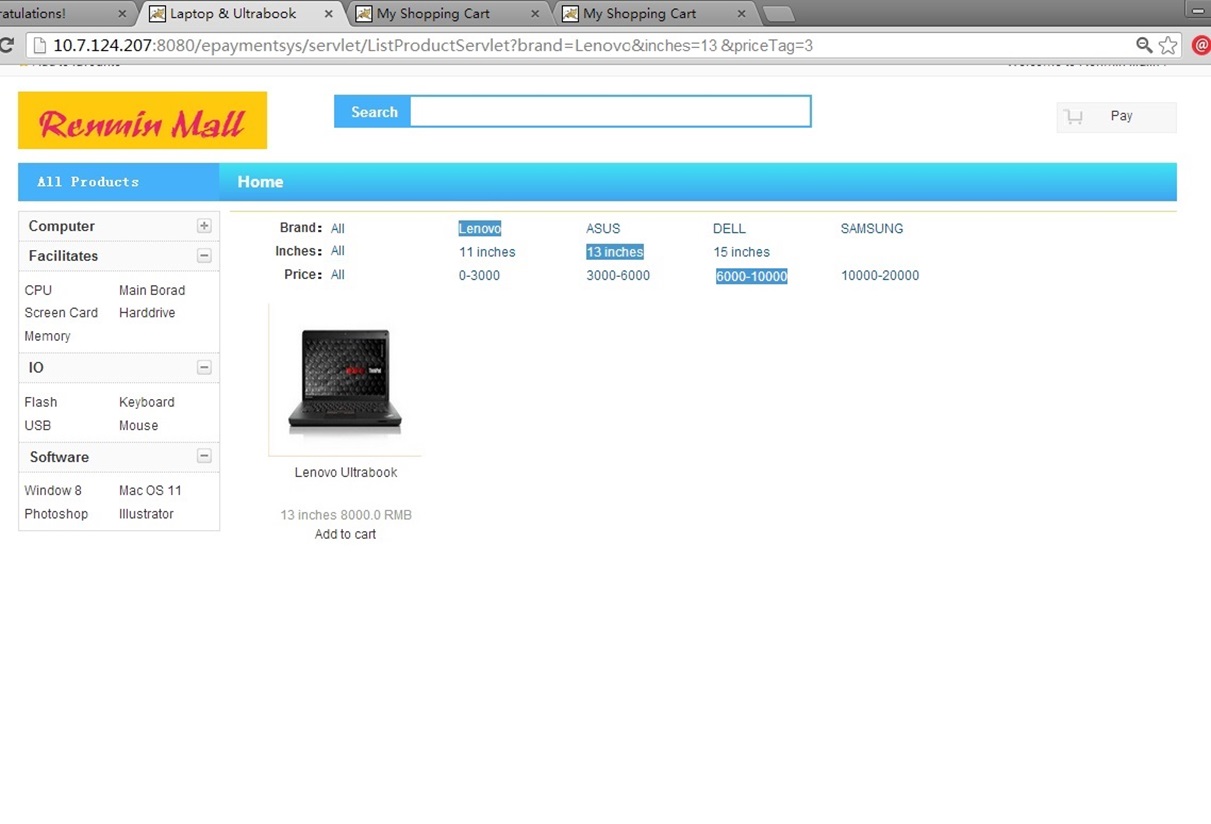 ratulations!
Laptop & Ultrabook
My Shopping Cart
My Shopping Cart
10.7.124.207:8080/epaymentsys/servlet/ListProductServlet?brand=Lenovo&inches=13 &priceTag=3
Renmin Mall
Search
Pay
All Products
Home
Computer
Facilitates
CPU Main Borad
Screen Card Harddrive
Memory
IO
Flash Keyboard
USB Mouse
Software
Window 8 Mac OS 11
Photoshop Illustrator
Brand: All Lenovo ASUS DELL SAMSUNG
Inches: All 11 inches 13 inches 15 inches
Price: All 0-3000 3000-6000 6000-10000 10000-20000
Lenovo Ultrabook
13 inches 8000.0 RMB
Add to cart